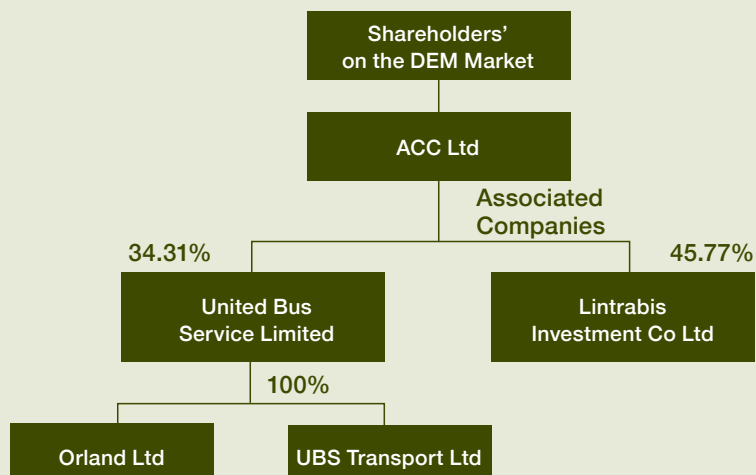 Shareholders'
on the DEM Market
ACC Ltd
Associated
Companies
34.31%
45.77%
United Bus
Service Limited
Lintrabis
Investment Co Ltd
100%
Orland Ltd
UBS Transport Ltd